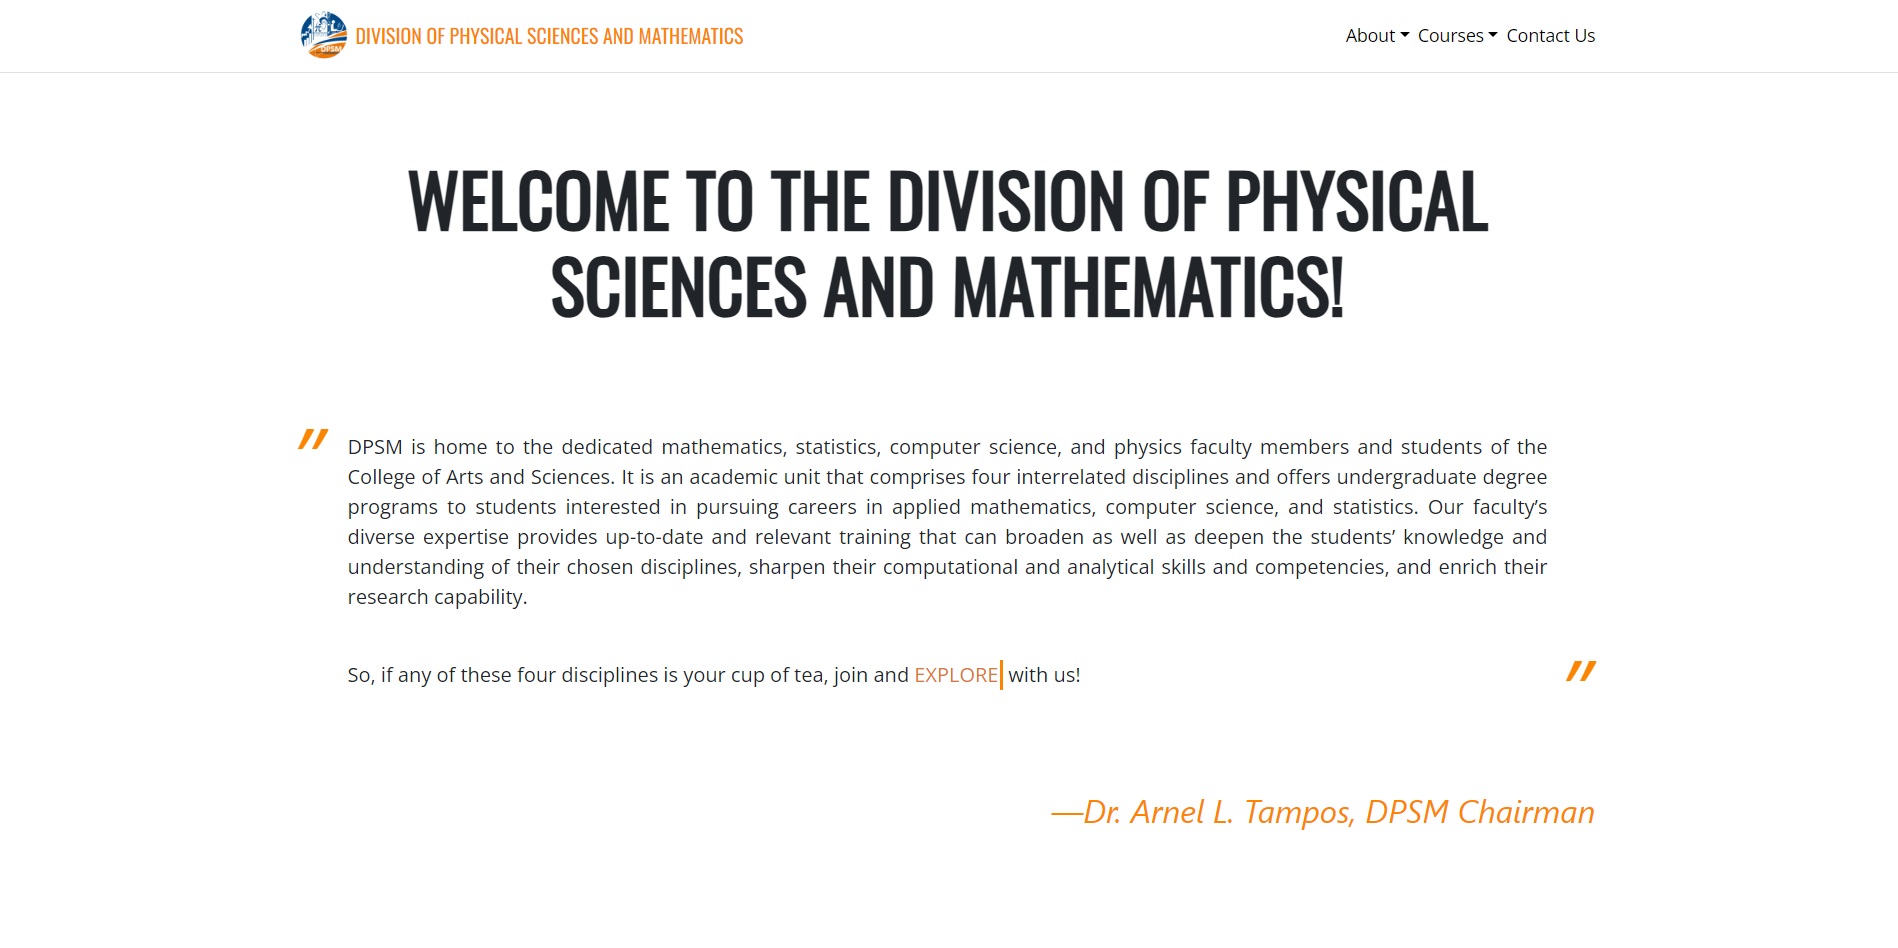 DPSM
DIVISION OF PHYSICAL SCIENCES AND MATHEMATICS
About Courses Contact Us
WELCOME TO THE DIVISION OF PHYSICAL
SCIENCES AND MATHEMATICS!
" DPSM is home to the dedicated mathematics, statistics, computer science, and physics faculty members and students of the
College of Arts and Sciences. It is an academic unit that comprises four interrelated disciplines and offers undergraduate degree
programs to students interested in pursuing careers in applied mathematics, computer science, and statistics. Our faculty’s
diverse expertise provides up-to-date and relevant training that can broaden as well as deepen the students’ knowledge and
understanding of their chosen disciplines, sharpen their computational and analytical skills and competencies, and enrich their
research capability.
So, if any of these four disciplines is your cup of tea, join and EXPLORE with us! "
—Dr. Arnel L. Tampos, DPSM Chairman